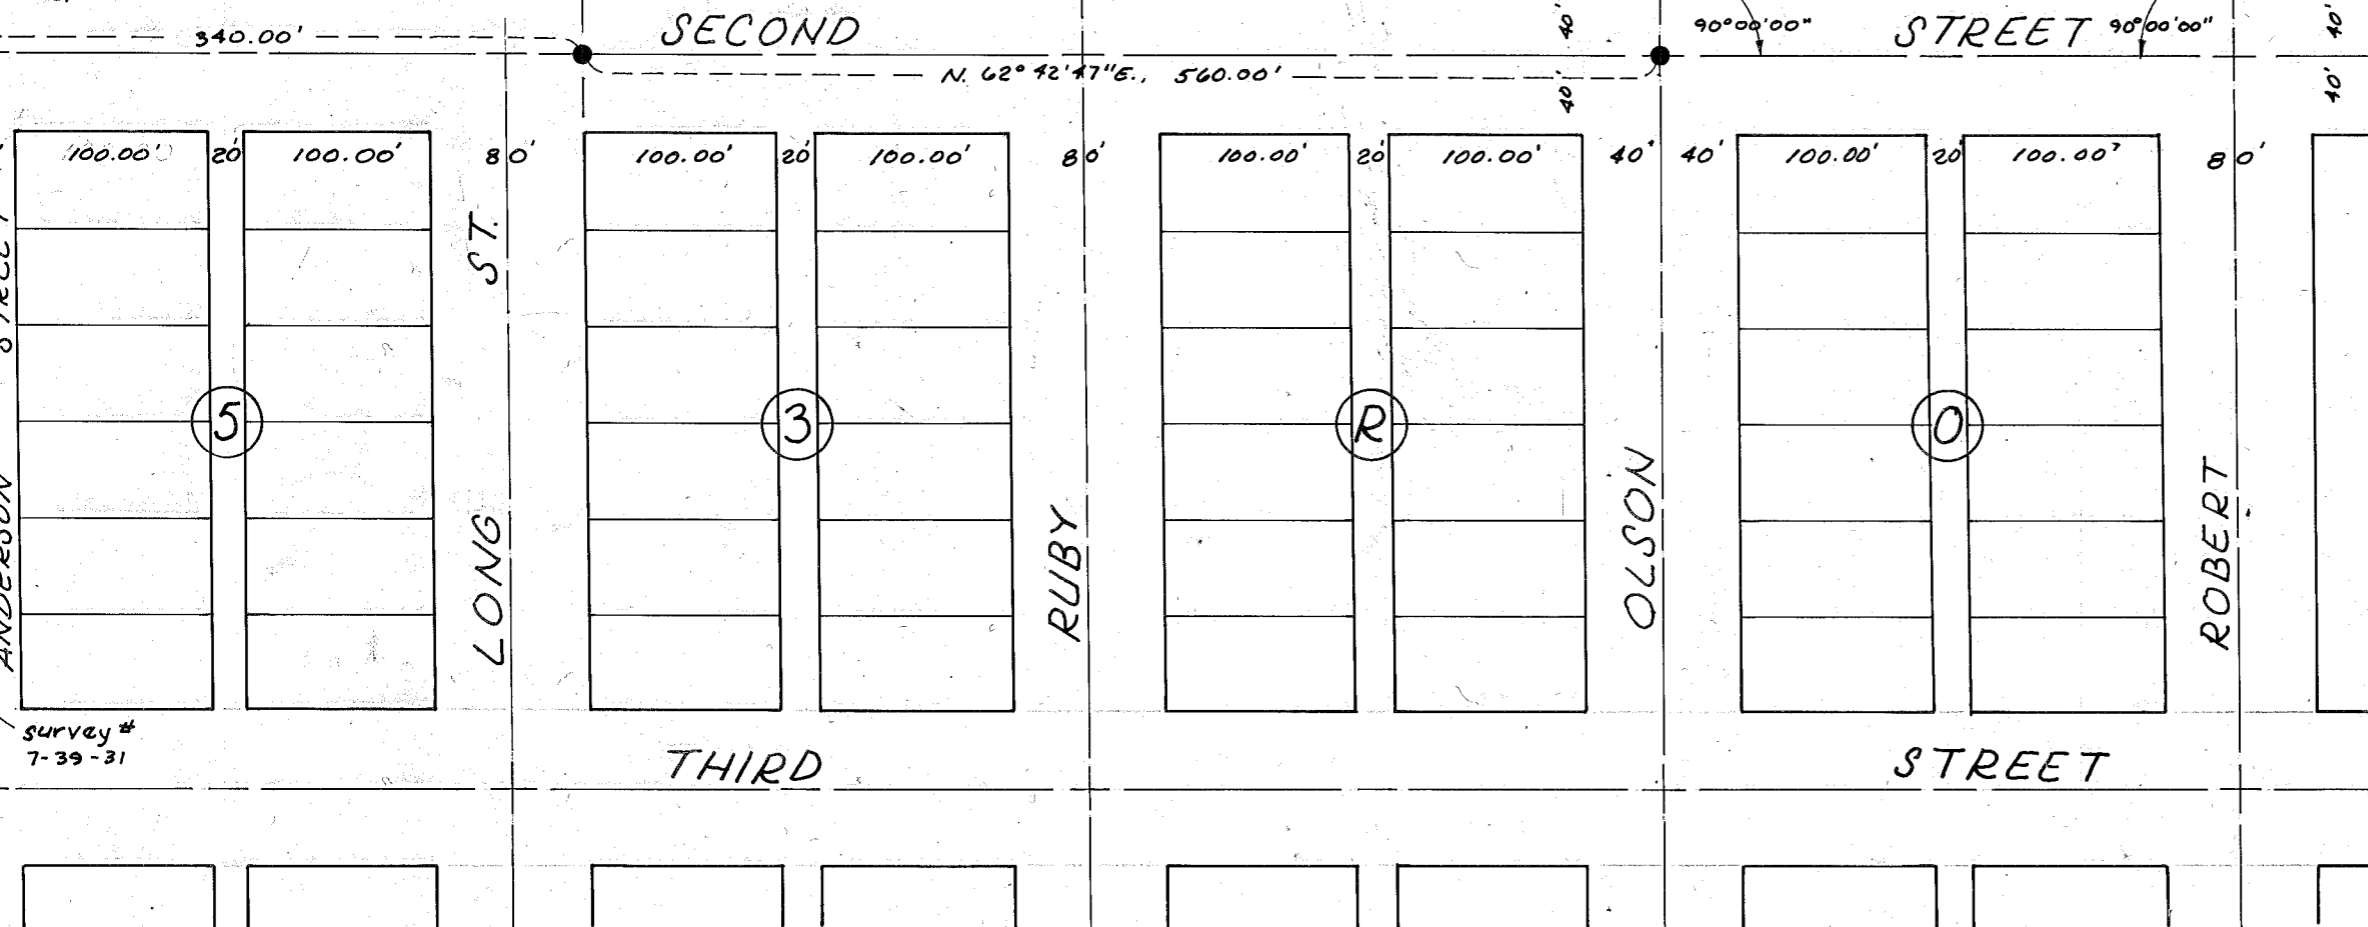 340.00'
SECOND STREET
40'
90°00'00"
90°00'00"
40'
N. 62°42'47"E., 560.00'
40'
40'
100.00' 20' 100.00' 80' 100.00' 20' 100.00' 80' 100.00' 20' 100.00' 40' 40' 100.00' 20' 100.00' 80'
ANDERSON STREET
LONG ST.
RUBY
OLSON
ROBERT
5
3
R
O
survey #
7-39-31
THIRD STREET